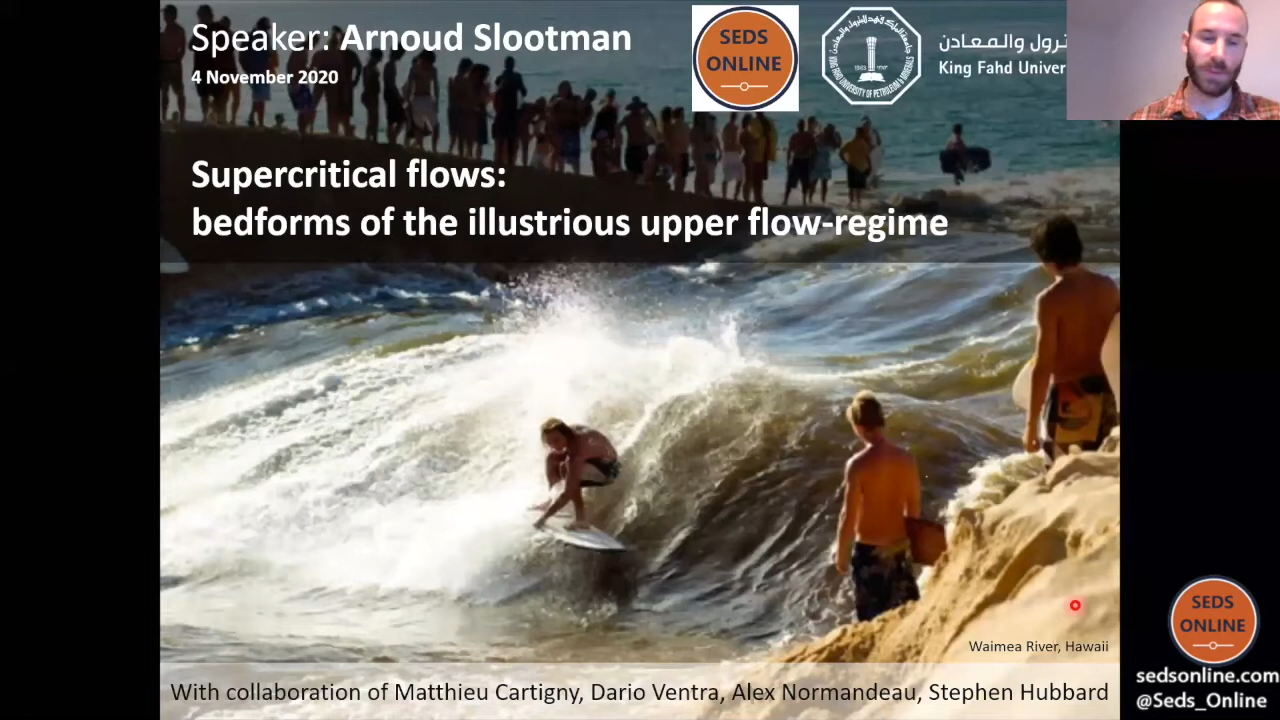 Speaker: Arnoud Slootman
4 November 2020
SEDS
ONLINE
ترول والمعادن
King Fahd Univer
Supercritical flows:
bedforms of the illustrious upper flow-regime
Waimea River, Hawaii
With collaboration of Matthieu Cartigny, Dario Ventra, Alex Normandeau, Stephen Hubbard
SEDS
ONLINE
sedsonline.com
@Seds_Online